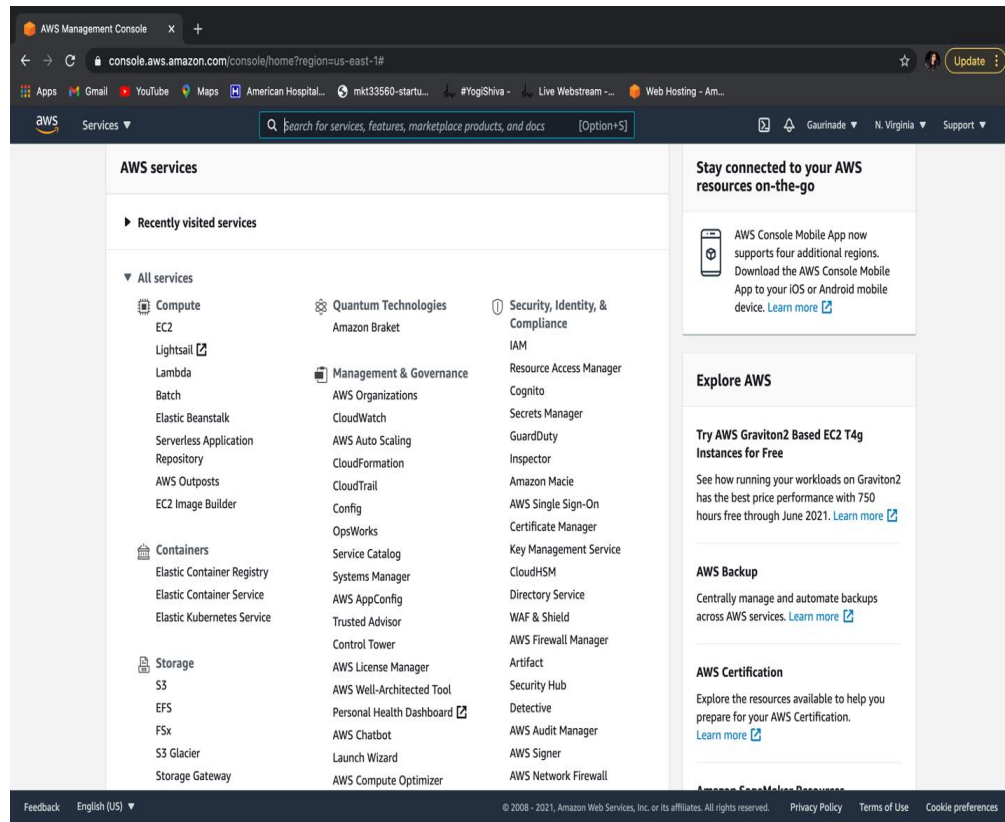 AWS Management Console
console.aws.amazon.com/console/home?region=us-east-1#
Update
Apps Gmail YouTube Maps American Hospital... mkt33560-startu... #YogiShiva - Live Webstream -... Web Hosting - Am...
aws Services Search for services, features, marketplace products, and docs [Option+S] Gaurinade N. Virginia Support
AWS services
Recently visited services
All services
Compute
EC2
Lightsail
Lambda
Batch
Elastic Beanstalk
Serverless Application
Repository
AWS Outposts
EC2 Image Builder
Containers
Elastic Container Registry
Elastic Container Service
Elastic Kubernetes Service
Storage
S3
EFS
FSx
S3 Glacier
Storage Gateway
Quantum Technologies
Amazon Braket
Management & Governance
AWS Organizations
CloudWatch
AWS Auto Scaling
CloudFormation
CloudTrail
Config
OpsWorks
Service Catalog
Systems Manager
AWS AppConfig
Trusted Advisor
Control Tower
AWS License Manager
AWS Well-Architected Tool
Personal Health Dashboard
AWS Chatbot
Launch Wizard
AWS Compute Optimizer
Security, Identity, &
Compliance
IAM
Resource Access Manager
Cognito
Secrets Manager
GuardDuty
Inspector
Amazon Macie
AWS Single Sign-On
Certificate Manager
Key Management Service
CloudHSM
Directory Service
WAF & Shield
AWS Firewall Manager
Artifact
Security Hub
Detective
AWS Audit Manager
AWS Signer
AWS Network Firewall
Stay connected to your AWS
resources on-the-go
AWS Console Mobile App now
supports four additional regions.
Download the AWS Console Mobile
App to your iOS or Android mobile
device. Learn more
Explore AWS
Try AWS Graviton2 Based EC2 T4g
Instances for Free
See how running your workloads on Graviton2
has the best price performance with 750
hours free through June 2021. Learn more
AWS Backup
Centrally manage and automate backups
across AWS services. Learn more
AWS Certification
Explore the resources available to help you
prepare for your AWS Certification.
Learn more
Amazon SageMaker Resources
Feedback English (US) © 2008 - 2021, Amazon Web Services, Inc. or its affiliates. All rights reserved. Privacy Policy Terms of Use Cookie preferences